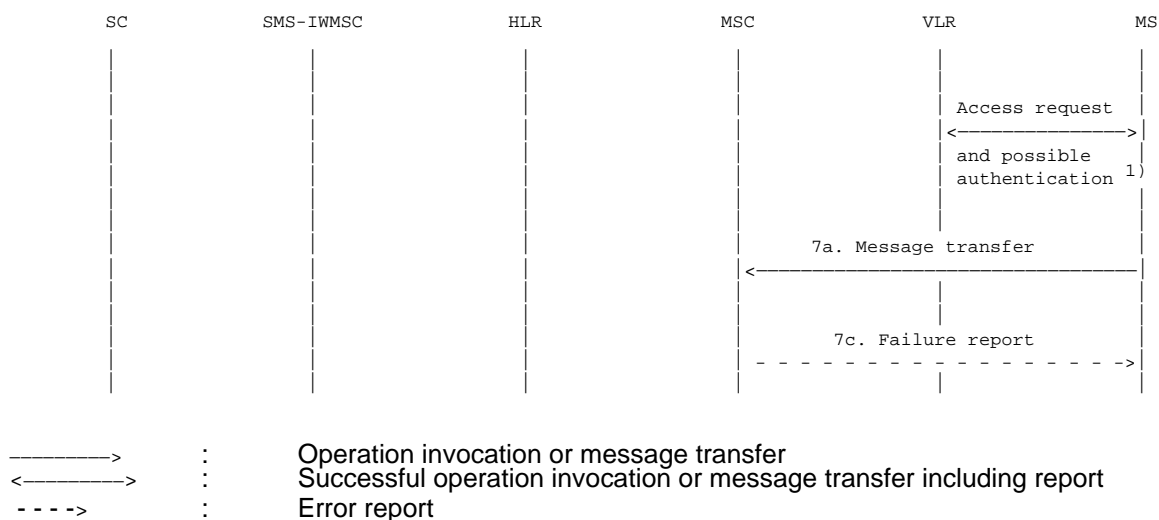 SC SMS-IWMSC HLR MSC VLR MS
Access request
and possible
authentication 1)
7a. Message transfer
7c. Failure report
: Operation invocation or message transfer
: Successful operation invocation or message transfer including report
: Error report